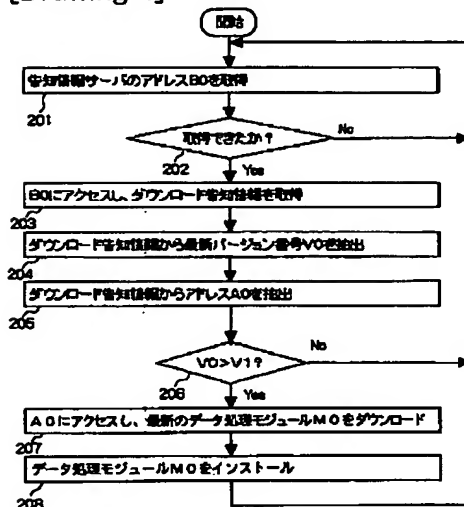 開始
告知情報サーバのアドレスB0を取得
201
取得できたか?
No
202
Yes
B0にアクセスし、ダウンロード告知情報を取得
203
ダウンロード告知情報から最新バージョン番号V0を抽出
204
ダウンロード告知情報からアドレスA0を抽出
205
V0>V1?
No
206
Yes
A0にアクセスし、最新のデータ処理モジュールM0をダウンロード
207
データ処理モジュールM0をインストール
208